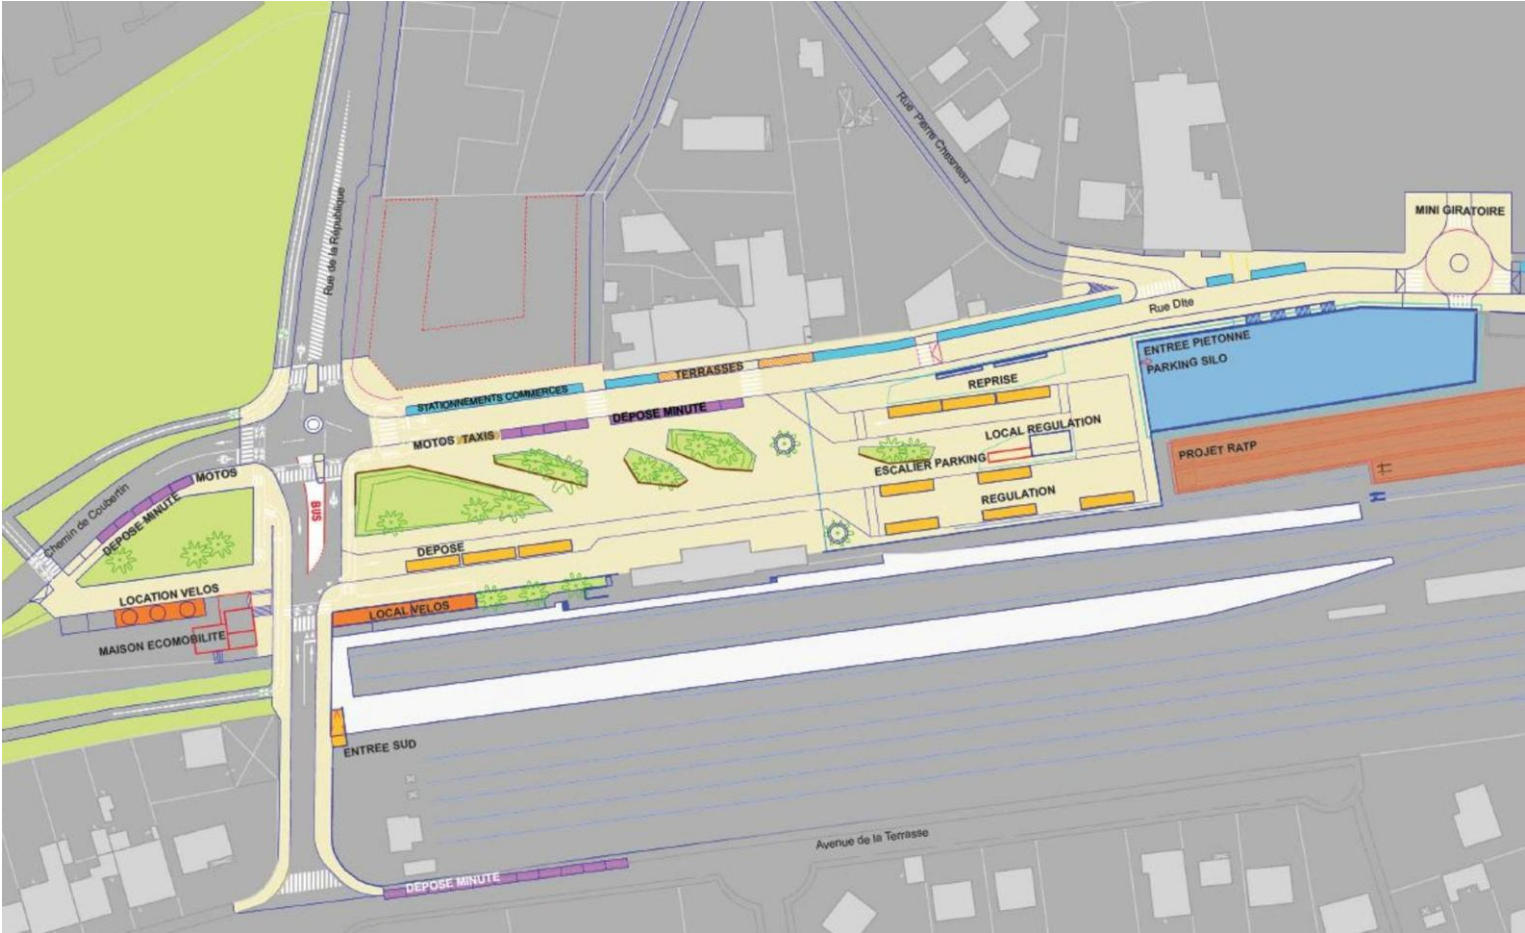 Rue Pierre Chesneau
MINI GIRATOIRE
Rue de la République
Rue Dite
ENTREE PIETONNE
PARKING SILO
TERRASSES
REPRISE
STATIONNEMENTS COMMERCES
DEPOSE MINUTE
MOTOS TAXIS
LOCAL REGULATION
PROJET RATP
ESCALIER PARKING
MOTOS
REGULATION
BUS
DEPOSE MINUTE
Chemin de Coubertin
DEPOSE
LOCATION VELOS
LOCAL VELOS
MAISON ECOMOBILITE
ENTREE SUD
Avenue de la Terrasse
DEPOSE MINUTE